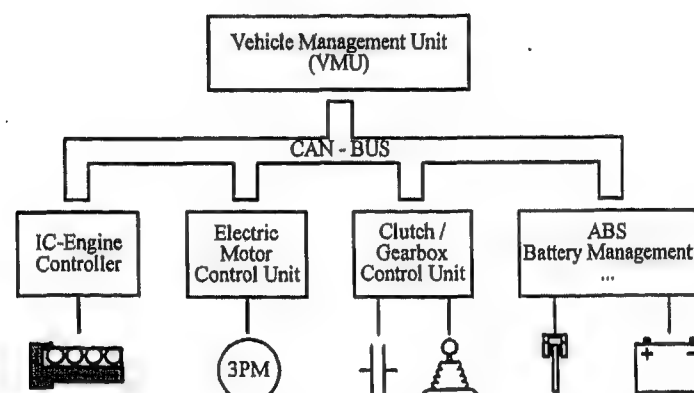 Vehicle Management Unit
(VMU)
CAN - BUS
IC-Engine
Controller
Electric
Motor
Control Unit
Clutch /
Gearbox
Control Unit
ABS
Battery Management
...
3PM
+ -